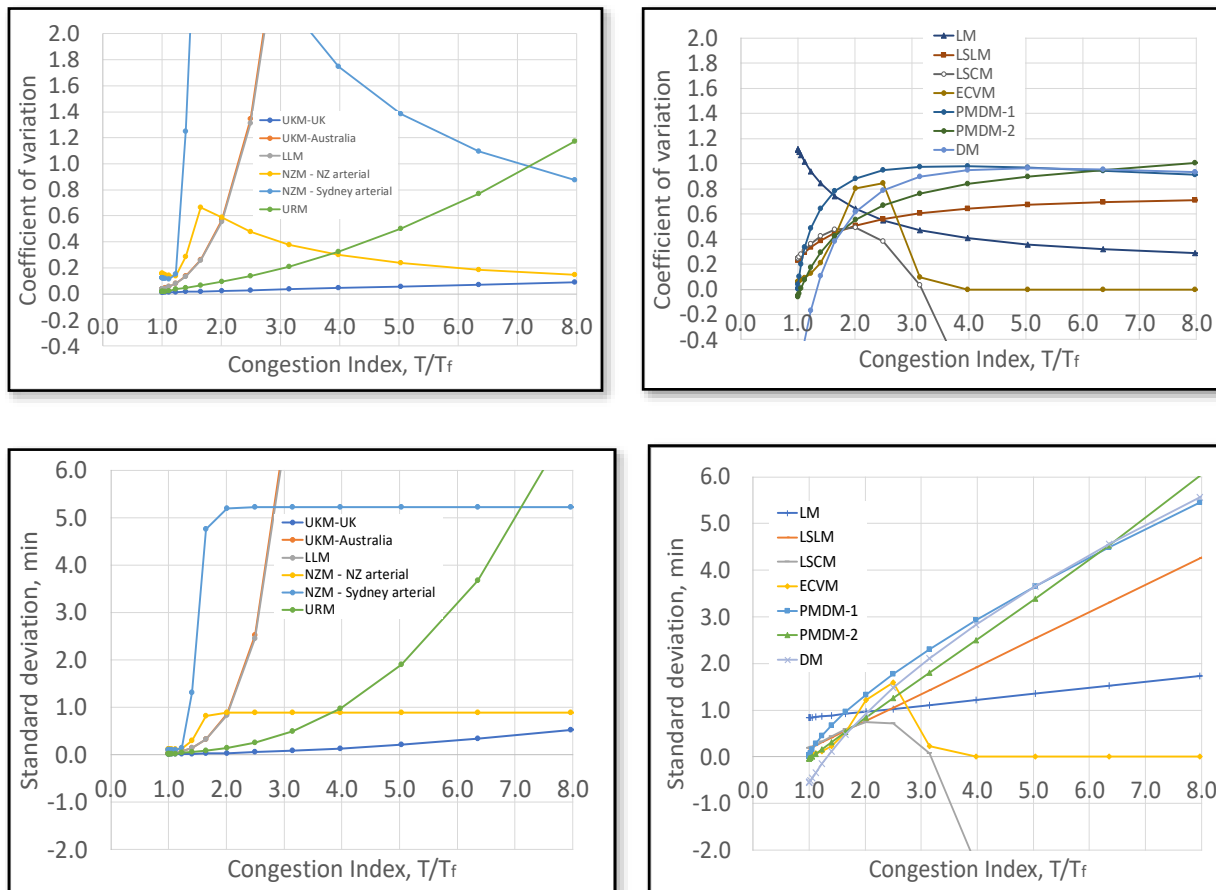 2.0
1.8
1.6
1.4
1.2
1.0
0.8
0.6
0.4
0.2
0.0
-0.2
-0.4
0.0 1.0 2.0 3.0 4.0 5.0 6.0 7.0 8.0
Coefficient of variation
Congestion Index, T/Tf
UKM-UK
UKM-Australia
LLM
NZM - NZ arterial
NZM - Sydney arterial
URM
2.0
1.8
1.6
1.4
1.2
1.0
0.8
0.6
0.4
0.2
0.0
-0.2
-0.4
0.0 1.0 2.0 3.0 4.0 5.0 6.0 7.0 8.0
Coefficient of variation
Congestion Index, T/Tf
LM
LSLM
LSCM
ECVM
PMDM-1
PMDM-2
DM
6.0
5.0
4.0
3.0
2.0
1.0
0.0
-1.0
-2.0
0.0 1.0 2.0 3.0 4.0 5.0 6.0 7.0 8.0
Standard deviation, min
Congestion Index, T/Tf
UKM-UK
UKM-Australia
LLM
NZM - NZ arterial
NZM - Sydney arterial
URM
6.0
5.0
4.0
3.0
2.0
1.0
0.0
-1.0
-2.0
0.0 1.0 2.0 3.0 4.0 5.0 6.0 7.0 8.0
Standard deviation, min
Congestion Index, T/Tf
LM
LSLM
LSCM
ECVM
PMDM-1
PMDM-2
DM